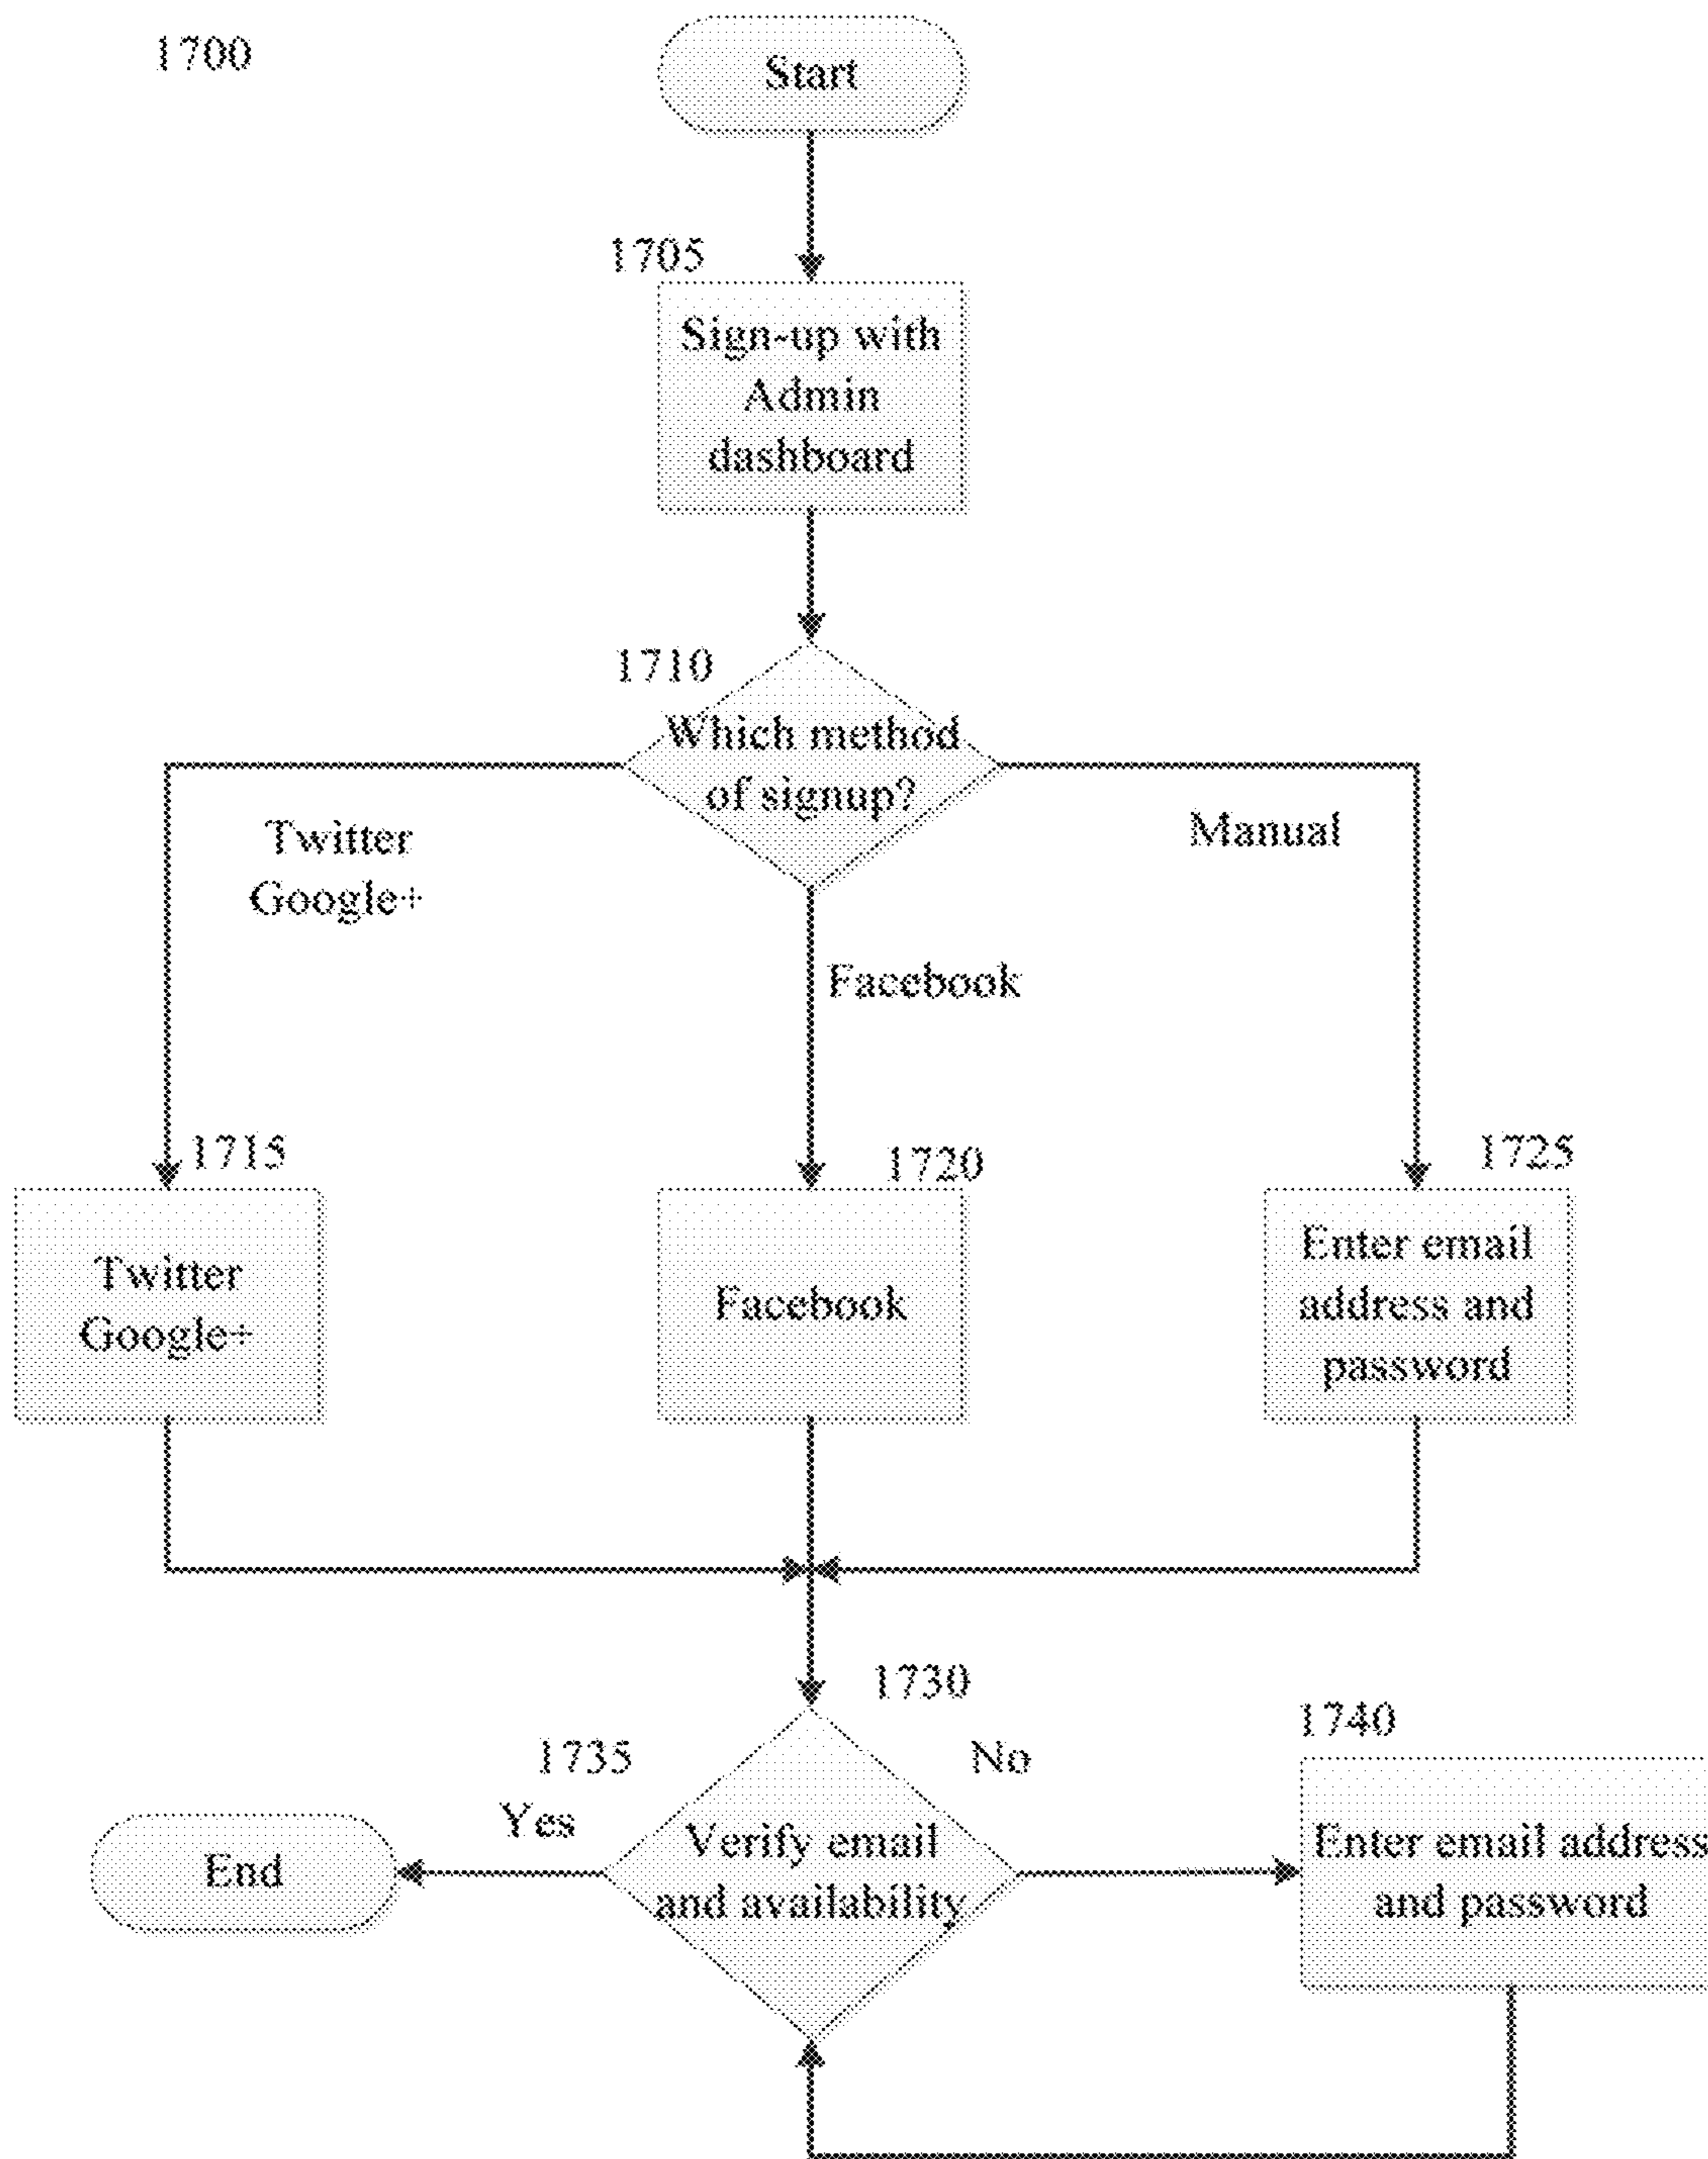 1700
Start
1705
Sign-up with
Admin
dashboard
1710
Which method
of signup?
Twitter
Google+
Manual
Facebook
1715
1720
1725
Twitter
Google+
Facebook
Enter email
address and
password
1730
1740
1735
No
Yes
End
Verify email
and availability
Enter email address
and password